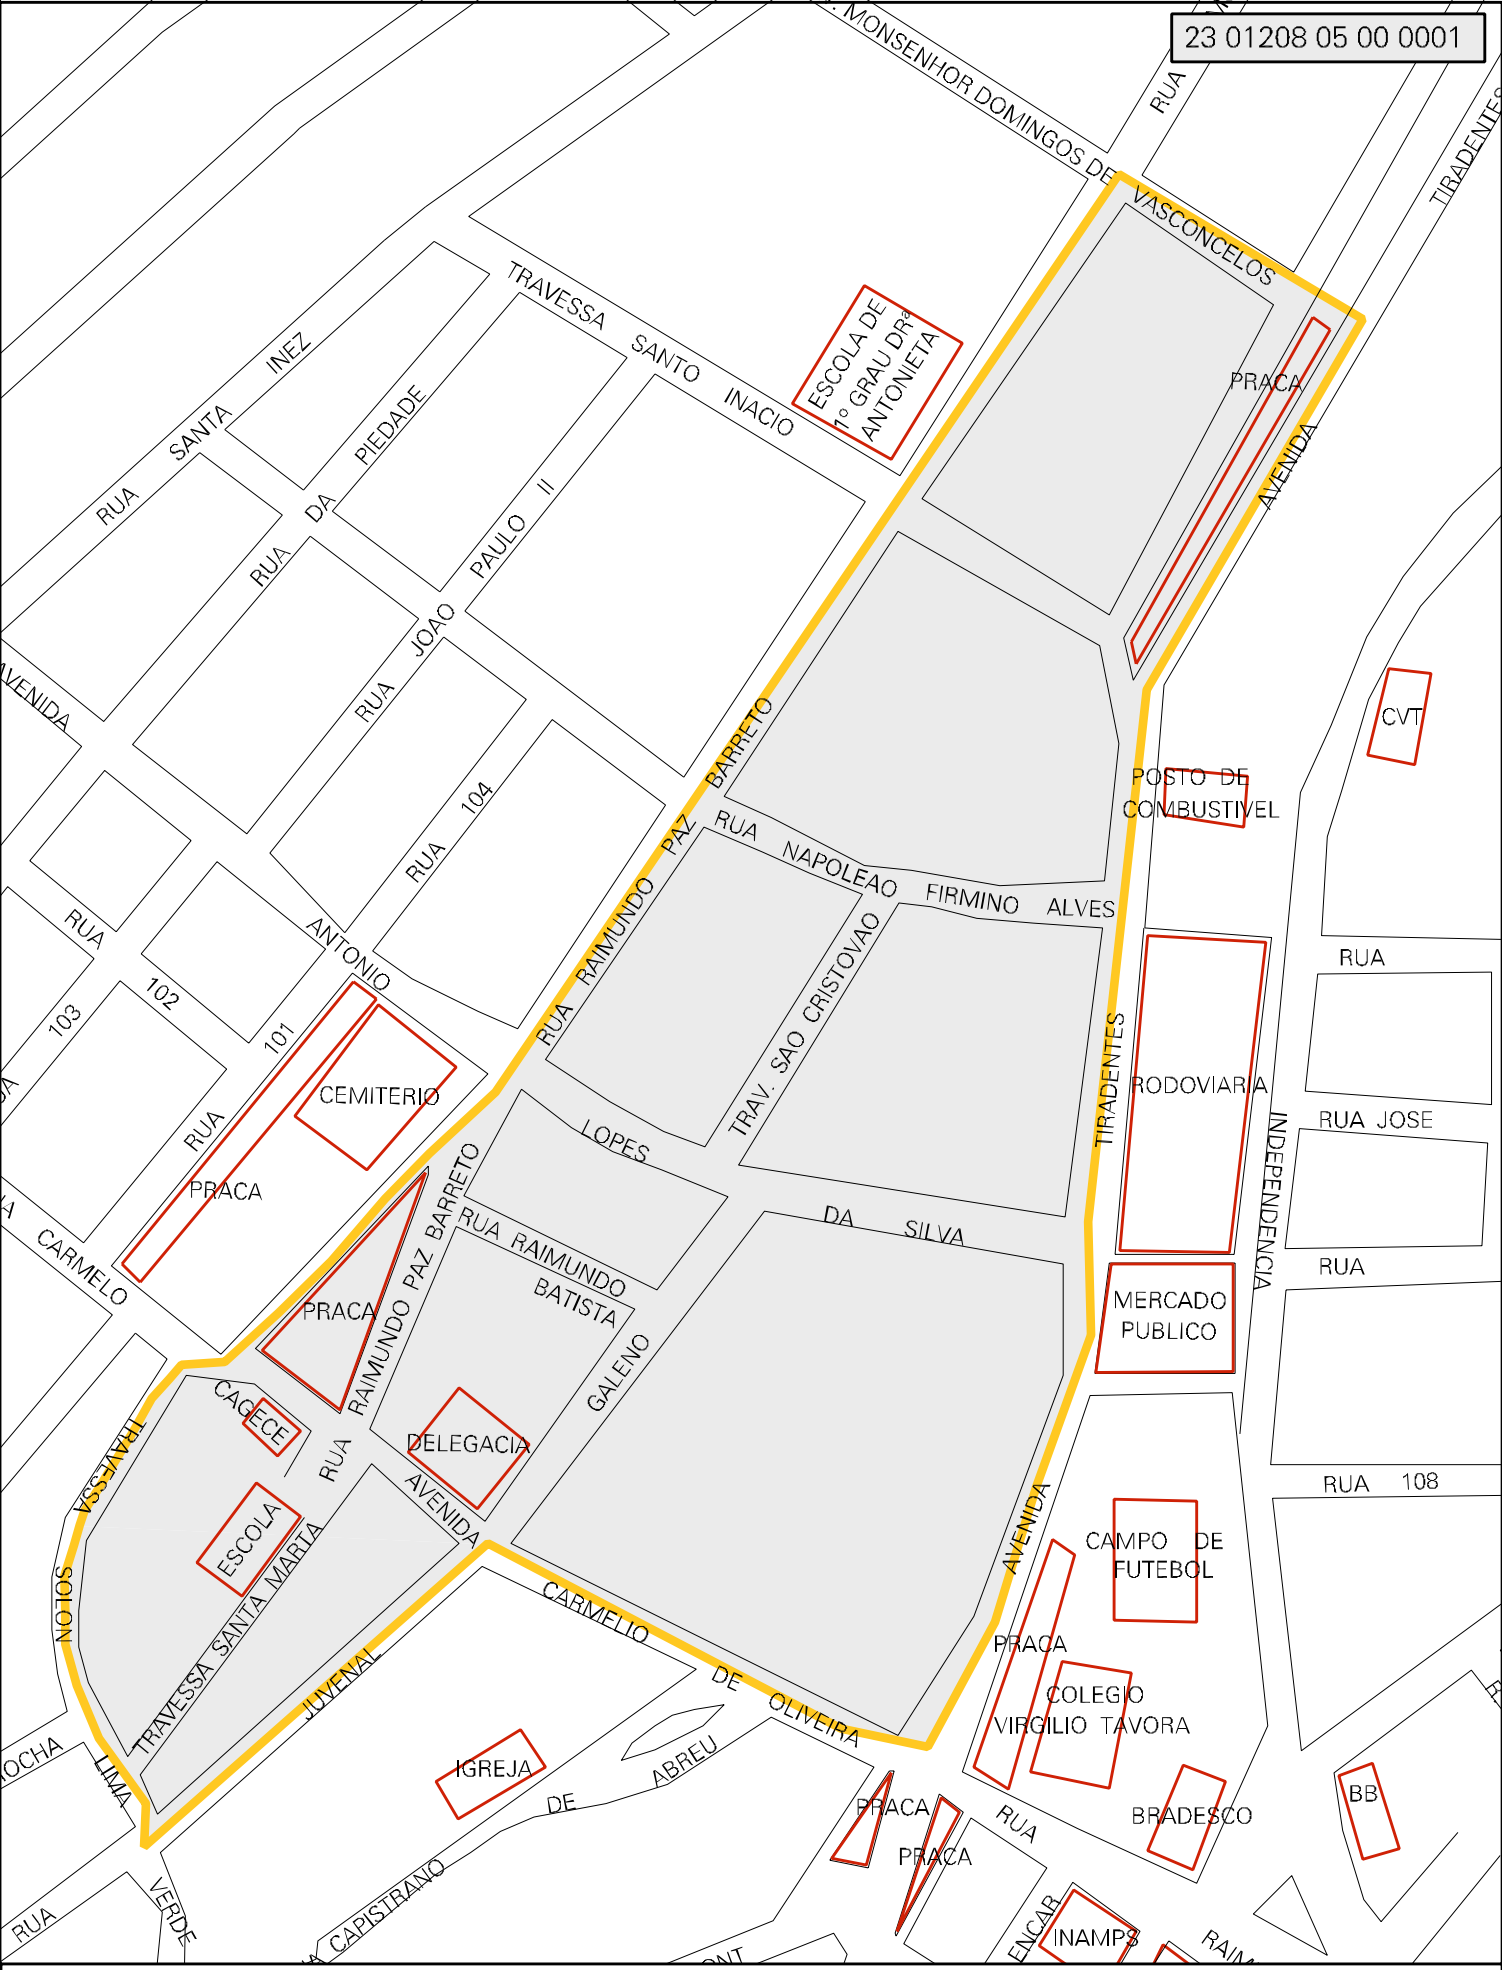 23 01208 05 00 0001
MONSENHOR DOMINGOS DE
VASCONCELOS
RUA
TIRADENTES
TRAVESSA SANTO INACIO
ESCOLA DE
1º GRAU DRª
ANTONIETA
PRACA
AVENIDA
RUA SANTA INEZ
RUA DA PIEDADE
RUA JOAO PAULO II
AVENIDA
CVT
POSTO DE
COMBUSTIVEL
RUA 104
RUA RAIMUNDO PAZ BARRETO
RUA NAPOLEAO FIRMINO ALVES
TRAV. SAO CRISTOVAO
ANTONIO
RUA 102
103
RUA 101
CEMITERIO
PRACA
TIRADENTES
RODOVIARIA
RUA
RUA JOSE
INDEPENDENCIA
RUA
LOPES
DA SILVA
GALENO
RUA RAIMUNDO
BATISTA
RUA RAIMUNDO PAZ BARRETO
CARMELO
PRACA
MERCADO
PUBLICO
CAGECE
DELEGACIA
AVENIDA
ESCOLA
TRAVESSA SANTA MARTA
TRAVESSA
SOLON
LIMA
VERDE
JUVENAL
CARMELIO
DE OLIVEIRA
AVENIDA
RUA 108
CAMPO DE
FUTEBOL
PRACA
COLEGIO
VIRGILIO TAVORA
IGREJA
CAPISTRANO DE ABREU
PRACA
PRACA
RUA
BRADESCO
BB
ROCHA
RUA
ENCAR
INAMPS
RAIM
ONT